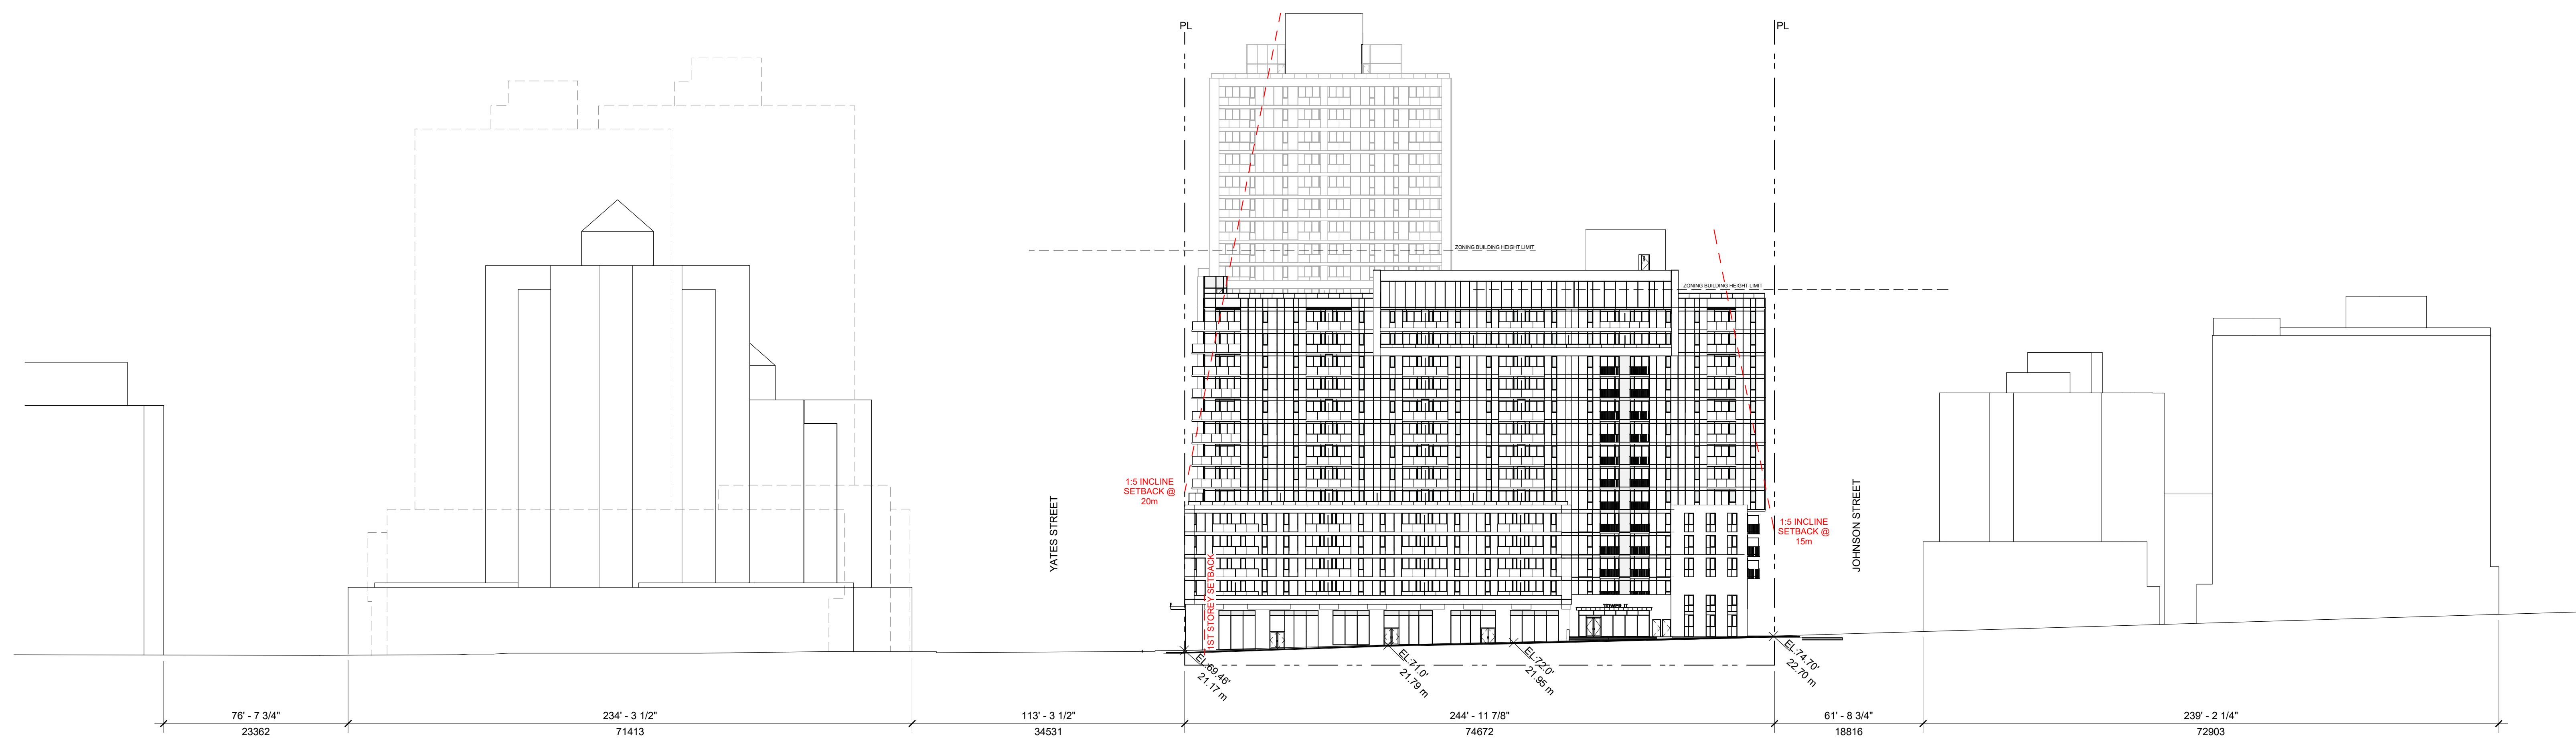 PL
PL
ZONING BUILDING HEIGHT LIMIT
ZONING BUILDING HEIGHT LIMIT
1:5 INCLINE
SETBACK @
20m
YATES STREET
1ST STOREY SETBACK
TOWER II
1:5 INCLINE
SETBACK @
15m
JOHNSON STREET
EL:69.46'
21.17 m
EL:71.0'
21.79 m
EL:72.0'
21.95 m
EL:74.70'
22.70 m
76' - 7 3/4"
23362
234' - 3 1/2"
71413
113' - 3 1/2"
34531
244' - 11 7/8"
74672
61' - 8 3/4"
18816
239' - 2 1/4"
72903